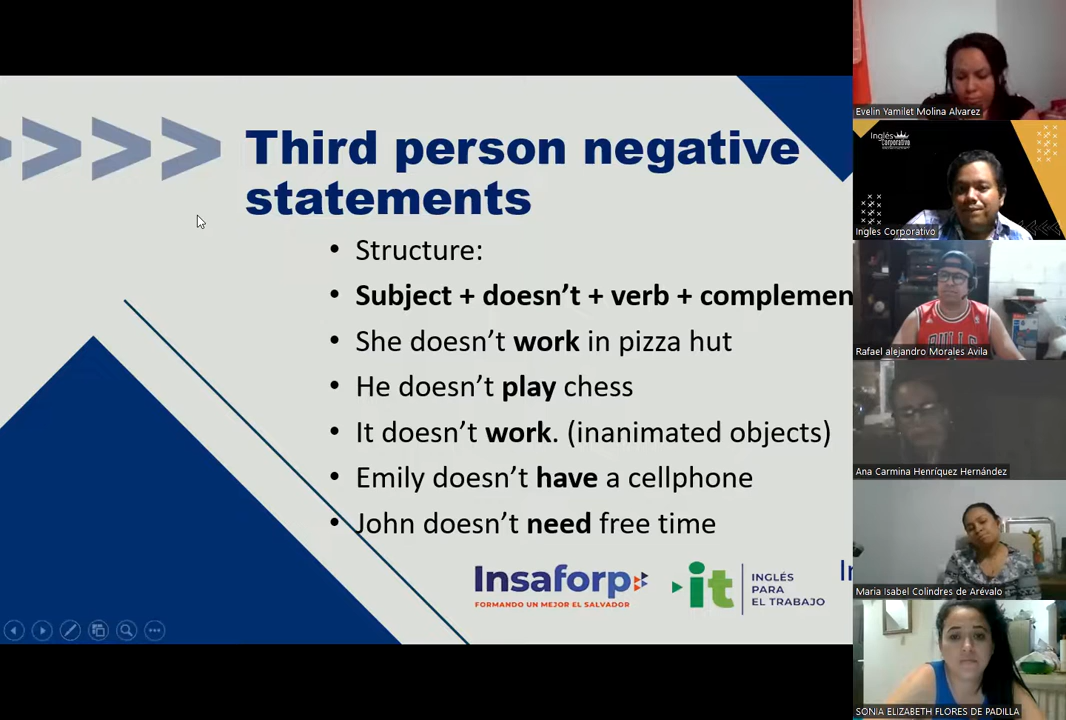 Third person negative
statements
• Structure:
• Subject + doesn't + verb + complemen
• She doesn't work in pizza hut
• He doesn't play chess
• It doesn't work. (inanimated objects)
• Emily doesn't have a cellphone
• John doesn't need free time
Insaforp
FORMANDO UN MEJOR EL SALVADOR
it
INGLÉS
PARA
EL TRABAJO
In
Evelin Yamilet Molina Alvarez
Inglés
Corporativo
Ingles Corporativo
Rafael alejandro Morales Avila
Ana Carmina Henríquez Hernández
Maria Isabel Colindres de Arévalo
SONIA ELIZABETH FLORES DE PADILLA